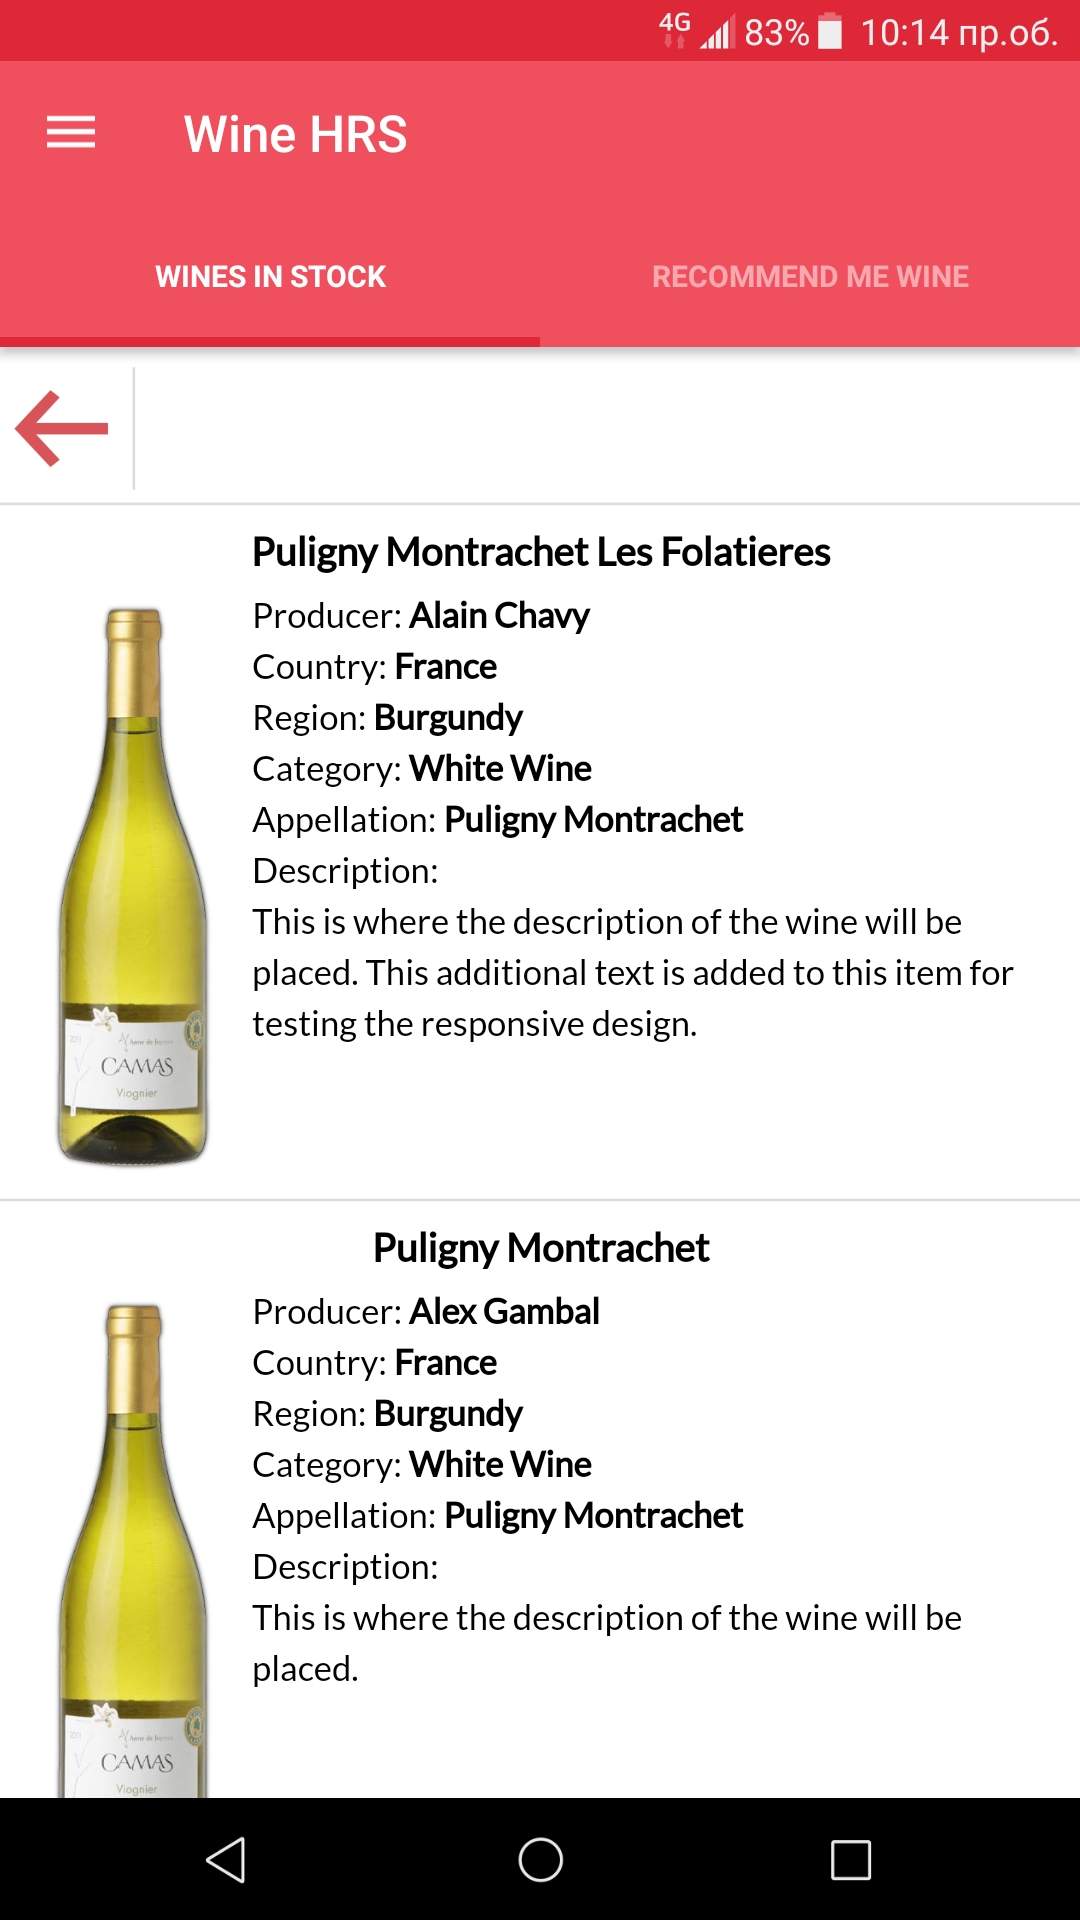 4G 83% 10:14 пр.об.
Wine HRS
WINES IN STOCK
RECOMMEND ME WINE
Puligny Montrachet Les Folatieres
Producer: Alain Chavy
Country: France
Region: Burgundy
Category: White Wine
Appellation: Puligny Montrachet
Description:
This is where the description of the wine will be
placed. This additional text is added to this item for
testing the responsive design.
CAMAS
Viognier
Puligny Montrachet
Producer: Alex Gambal
Country: France
Region: Burgundy
Category: White Wine
Appellation: Puligny Montrachet
Description:
This is where the description of the wine will be
placed.
CAMAS
Viognier